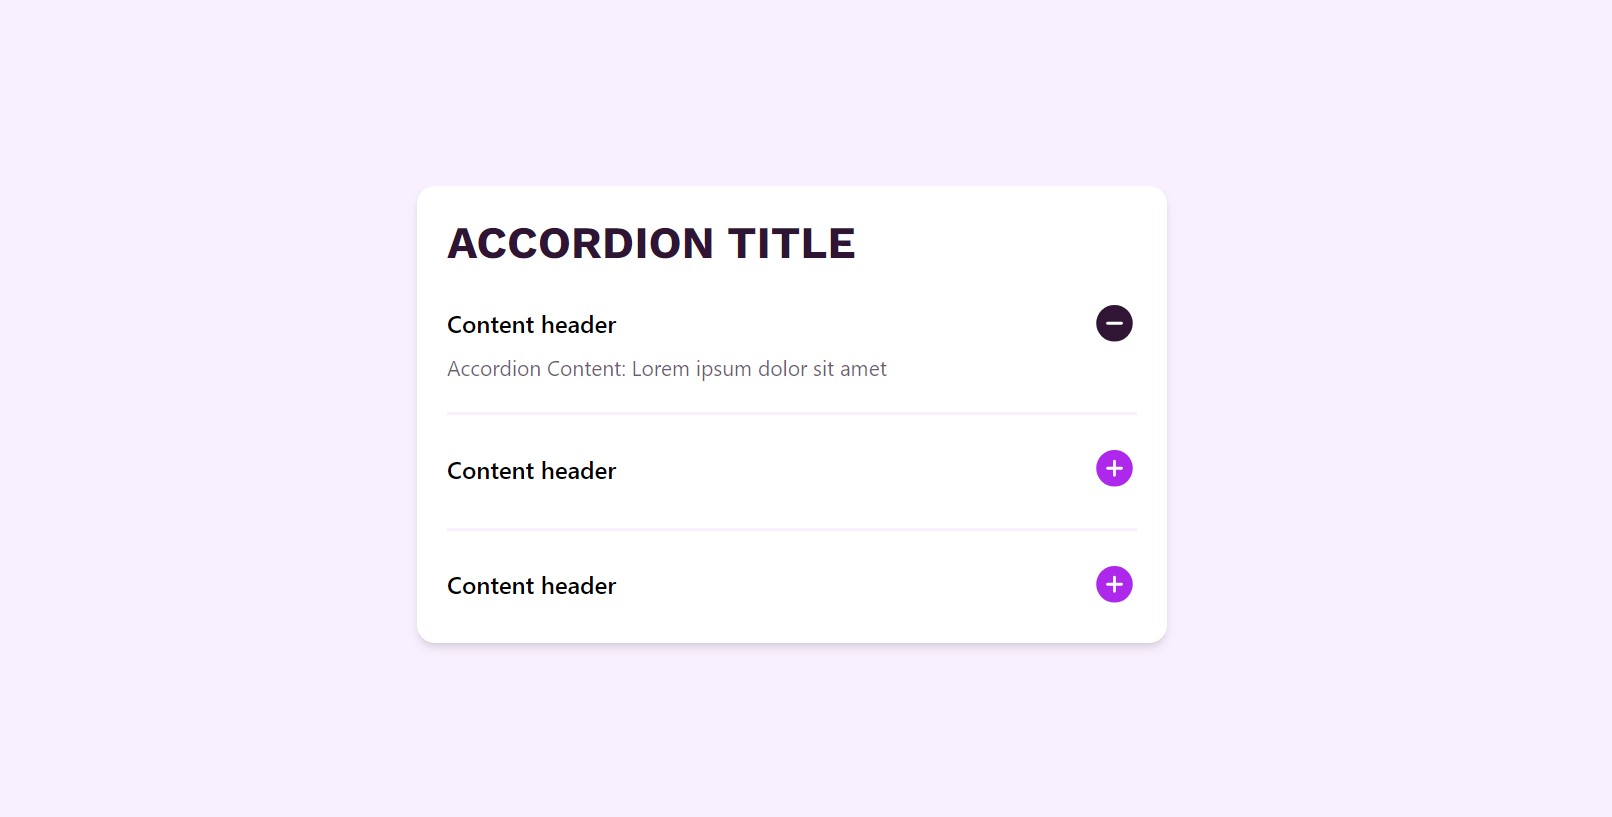 ACCORDION TITLE
Content header
Accordion Content: Lorem ipsum dolor sit amet
Content header
Content header